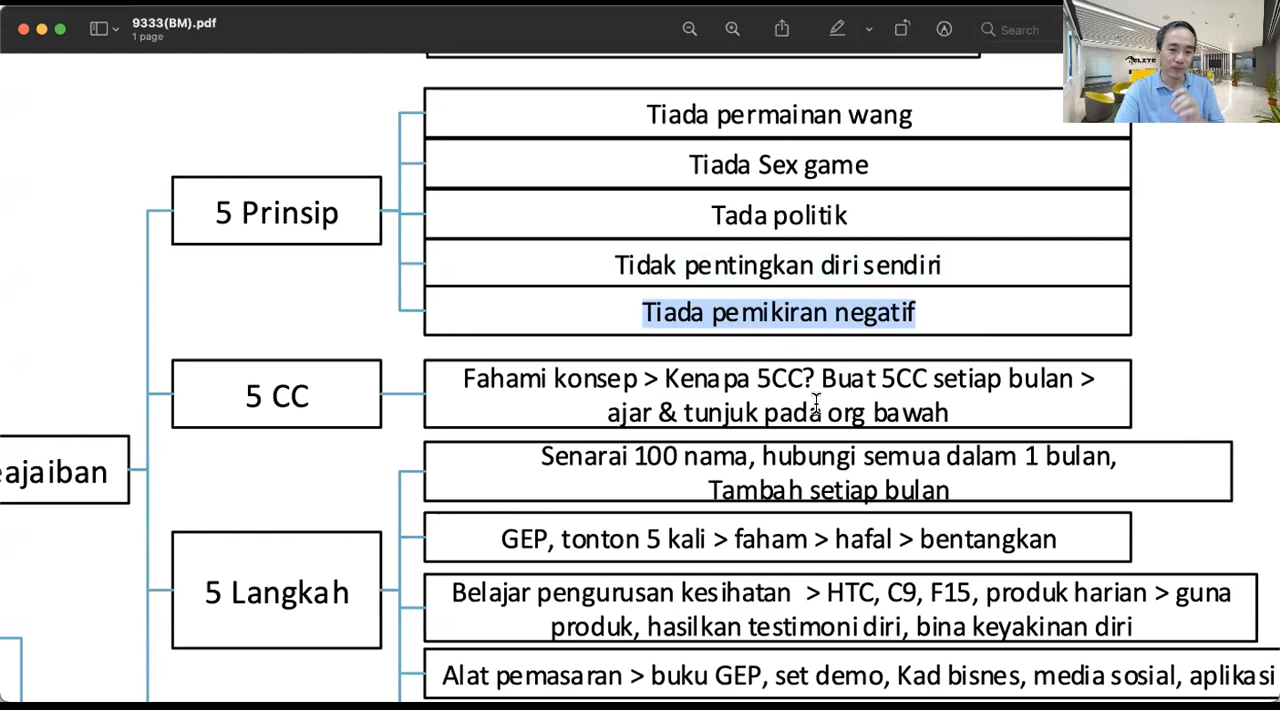 9333(BM).pdf
1 page
Search
ELITE
Tiada permainan wang
Tiada Sex game
Tada politik
Tidak pentingkan diri sendiri
Tiada pemikiran negatif
5 Prinsip
5 CC
Fahami konsep > Kenapa 5CC? Buat 5CC setiap bulan >
ajar & tunjuk pada org bawah
eajaiban
5 Langkah
Senarai 100 nama, hubungi semua dalam 1 bulan,
Tambah setiap bulan
GEP, tonton 5 kali > faham > hafal > bentangkan
Belajar pengurusan kesihatan > HTC, C9, F15, produk harian > guna
produk, hasilkan testimoni diri, bina keyakinan diri
Alat pemasaran > buku GEP, set demo, Kad bisnes, media sosial, aplikasi